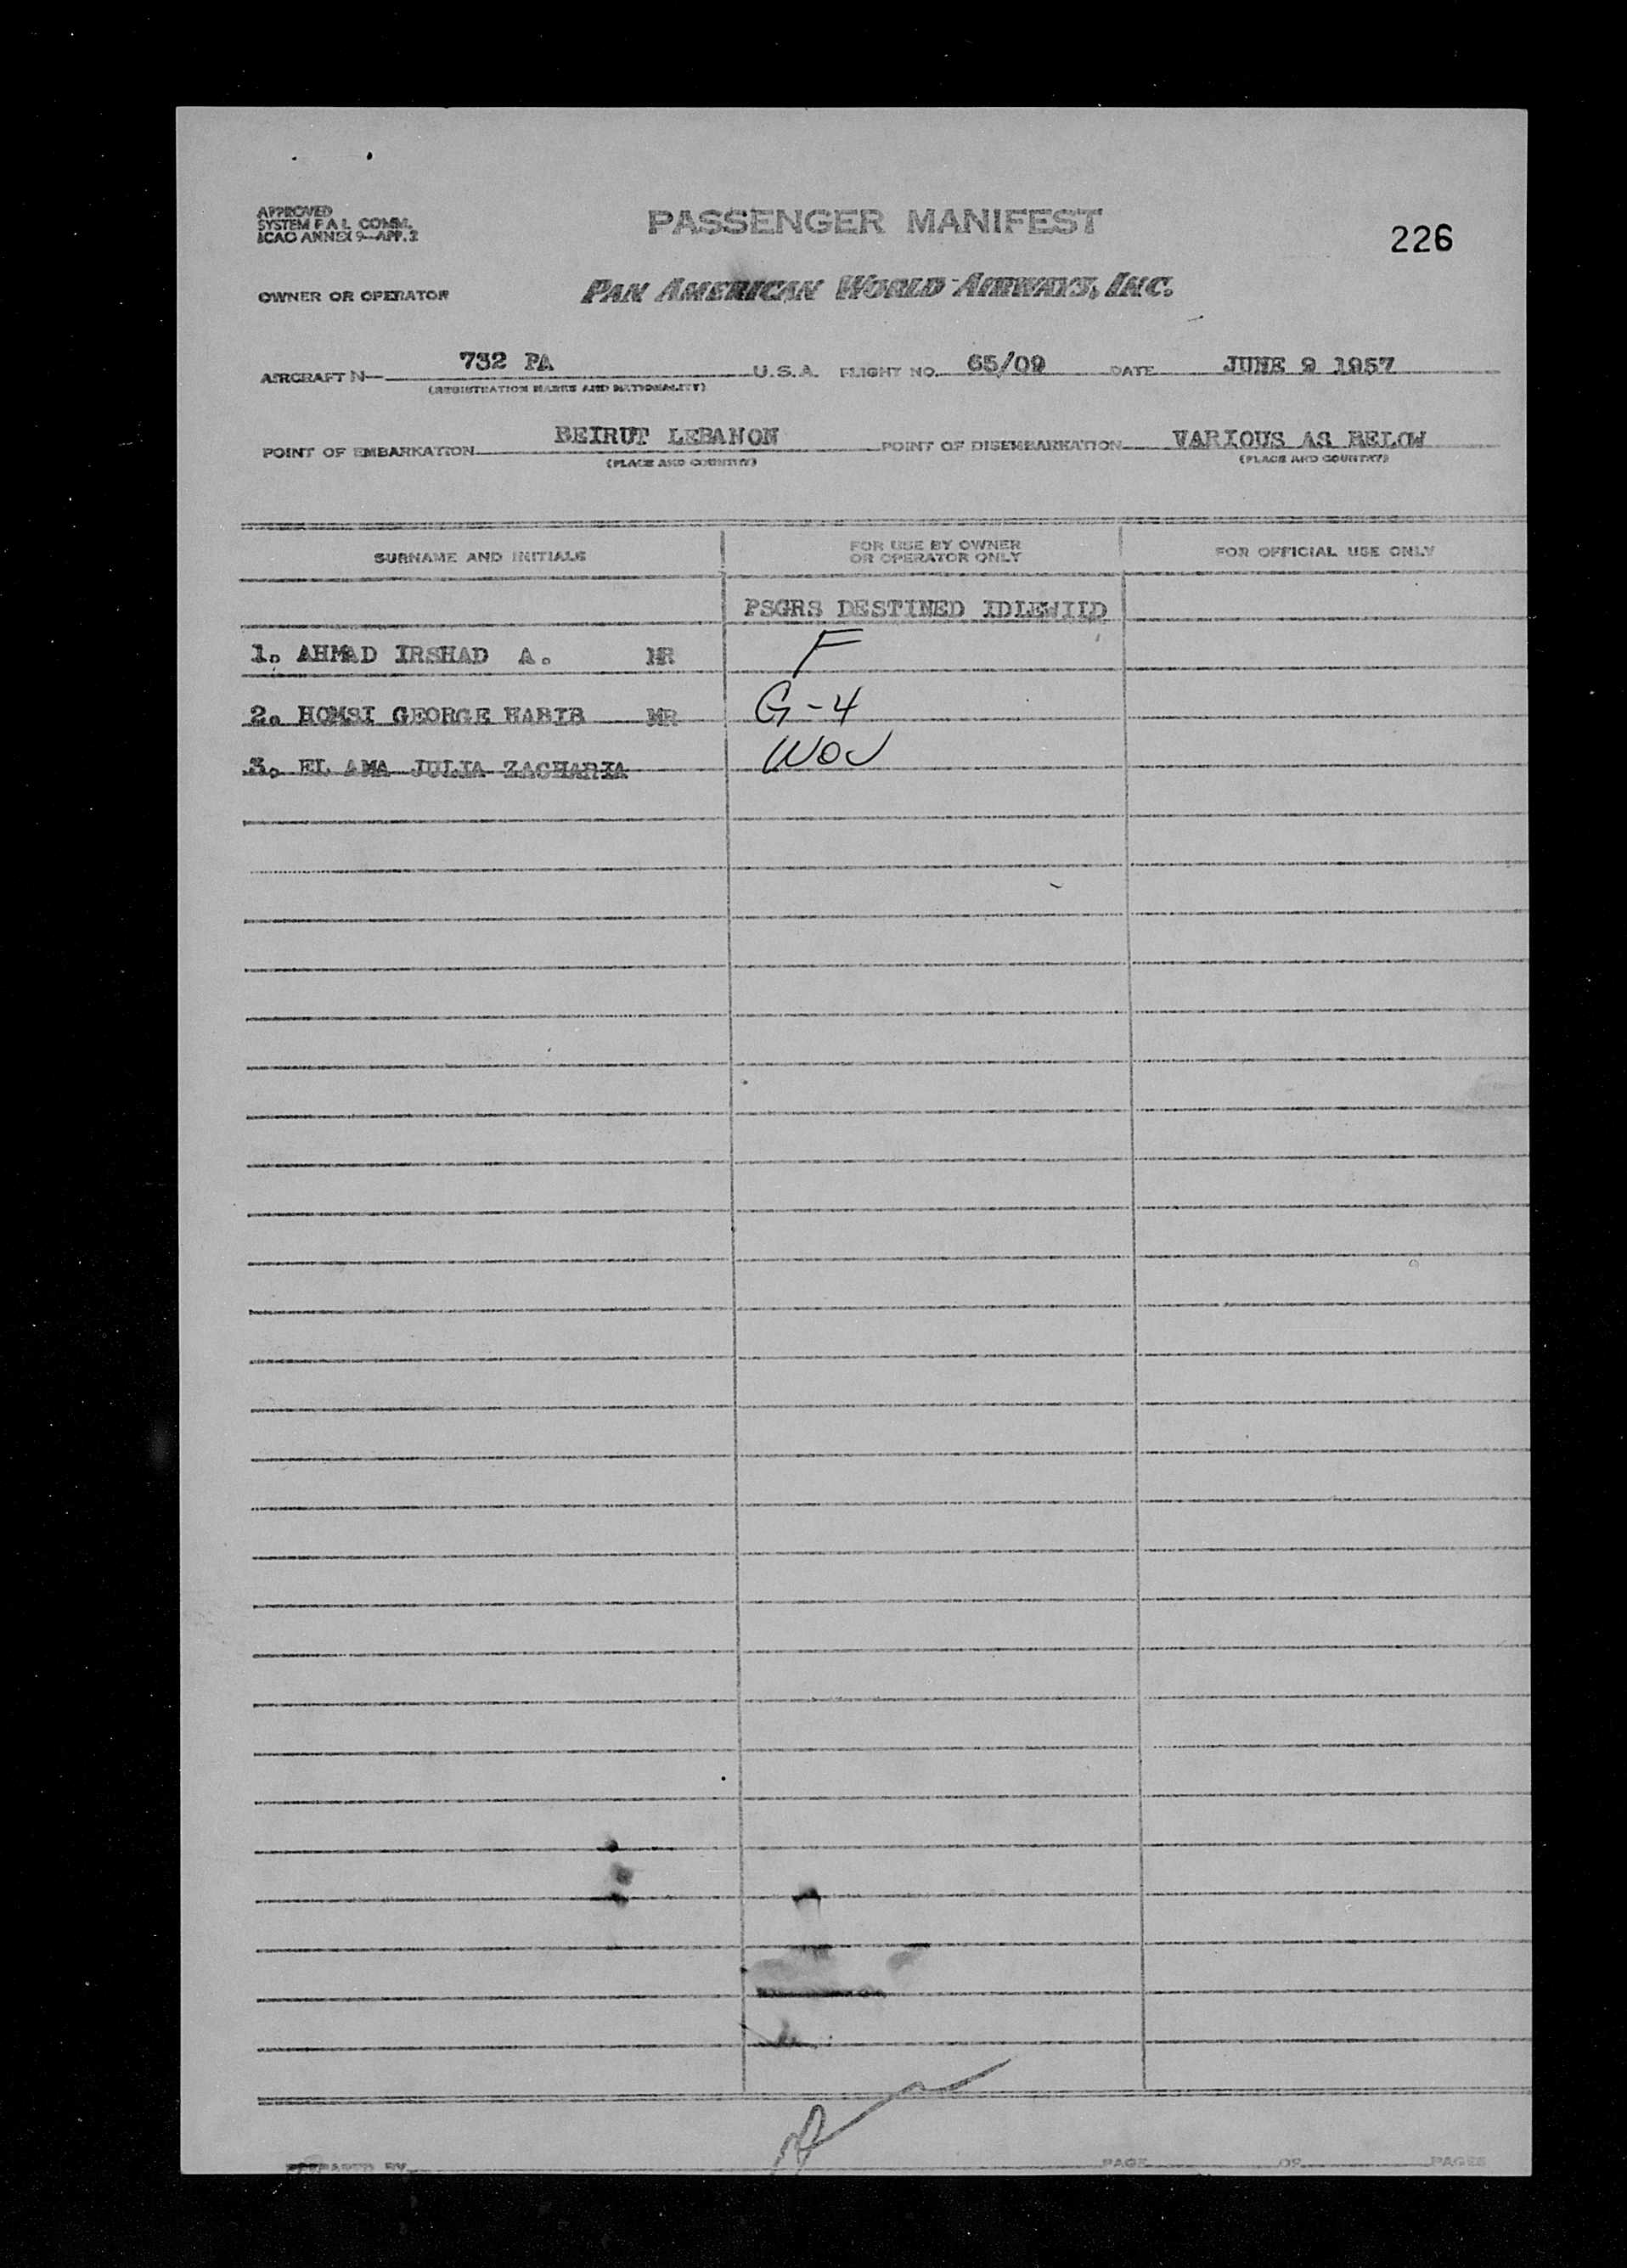 APPROVED
SYSTEM F A L COMM.
ICAO ANNEX 9—APP. 2
PASSENGER MANIFEST
226
OWNER OR OPERATOR PAN AMERICAN WORLD AIRWAYS, INC.
AIRCRAFT N— 732 PA U.S.A. FLIGHT NO. 65/09 DATE JUNE 9 1957
(REGISTRATION MARKS AND NATIONALITY)
POINT OF EMBARKATION BEIRUT LEBANON POINT OF DISEMBARKATION VARIOUS AS BELOW
(PLACE AND COUNTRY) (PLACE AND COUNTRY)
SURNAME AND INITIALS FOR USE BY OWNER OR OPERATOR ONLY FOR OFFICIAL USE ONLY
PSGRS DESTINED IDLEWILD
1. AHMAD IRSHAD A. MR F
2. HOMSI GEORGE HABIB MR G-4
3. EL AMA JULIA ZACHARIA
PREPARED BY PAGE OF PAGES